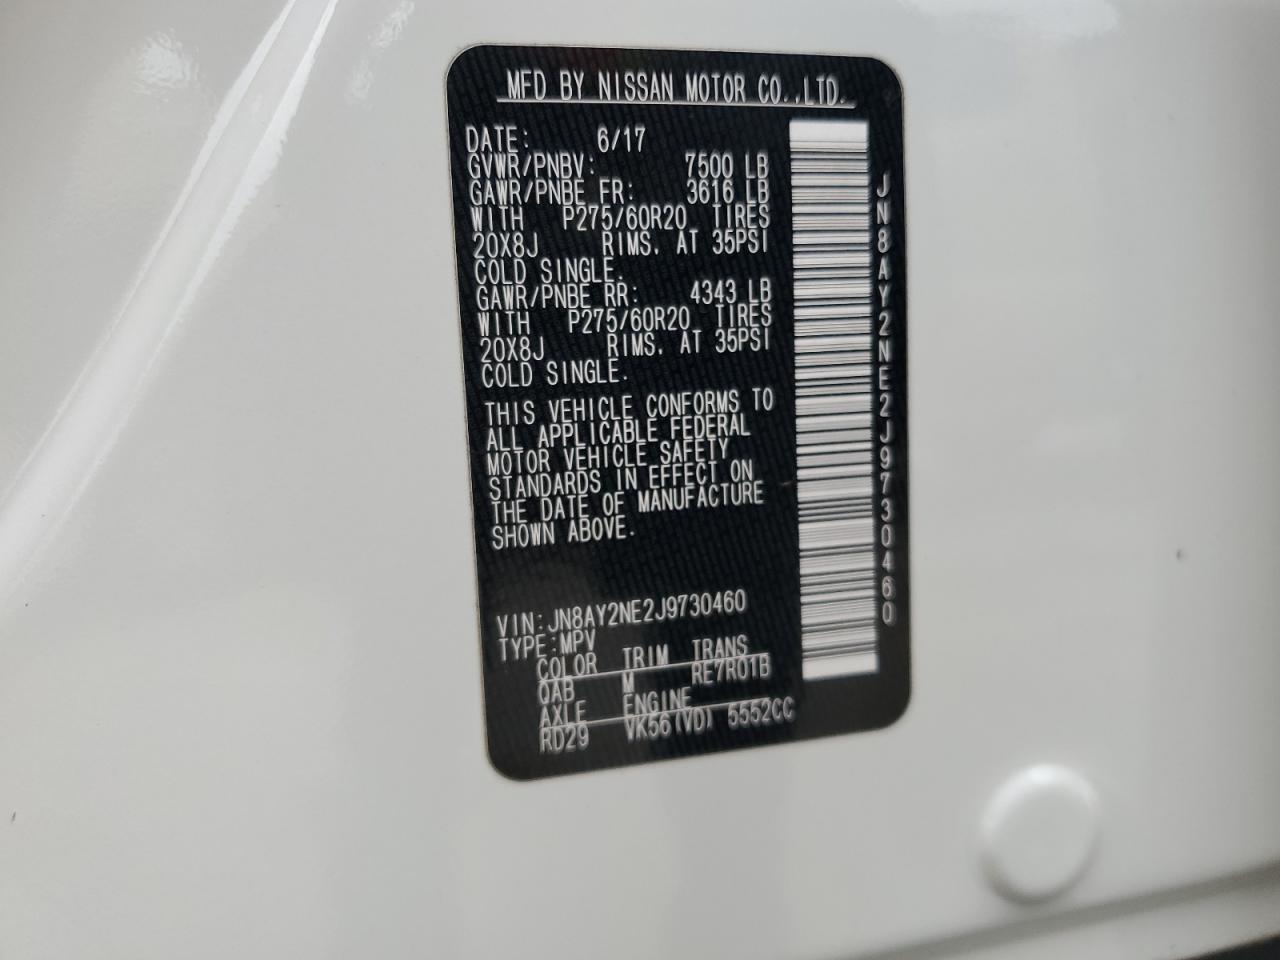 MFD BY NISSAN MOTOR CO.,LTD.
DATE: 6/17
GVWR/PNBV: 7500 LB
GAWR/PNBE FR: 3616 LB
WITH P275/60R20 TIRES
20X8J RIMS. AT 35PSI
COLD SINGLE.
GAWR/PNBE RR: 4343 LB
WITH P275/60R20 TIRES
20X8J RIMS. AT 35PSI
COLD SINGLE.
THIS VEHICLE CONFORMS TO
ALL APPLICABLE FEDERAL
MOTOR VEHICLE SAFETY
STANDARDS IN EFFECT ON
THE DATE OF MANUFACTURE
SHOWN ABOVE.
VIN:JN8AY2NE2J9730460
TYPE:MPV
COLOR TRIM TRANS
QAB M RE7R01B
AXLE ENGINE
RD29 VK56(VD) 5552CC
JN8AY2NE2J9730460